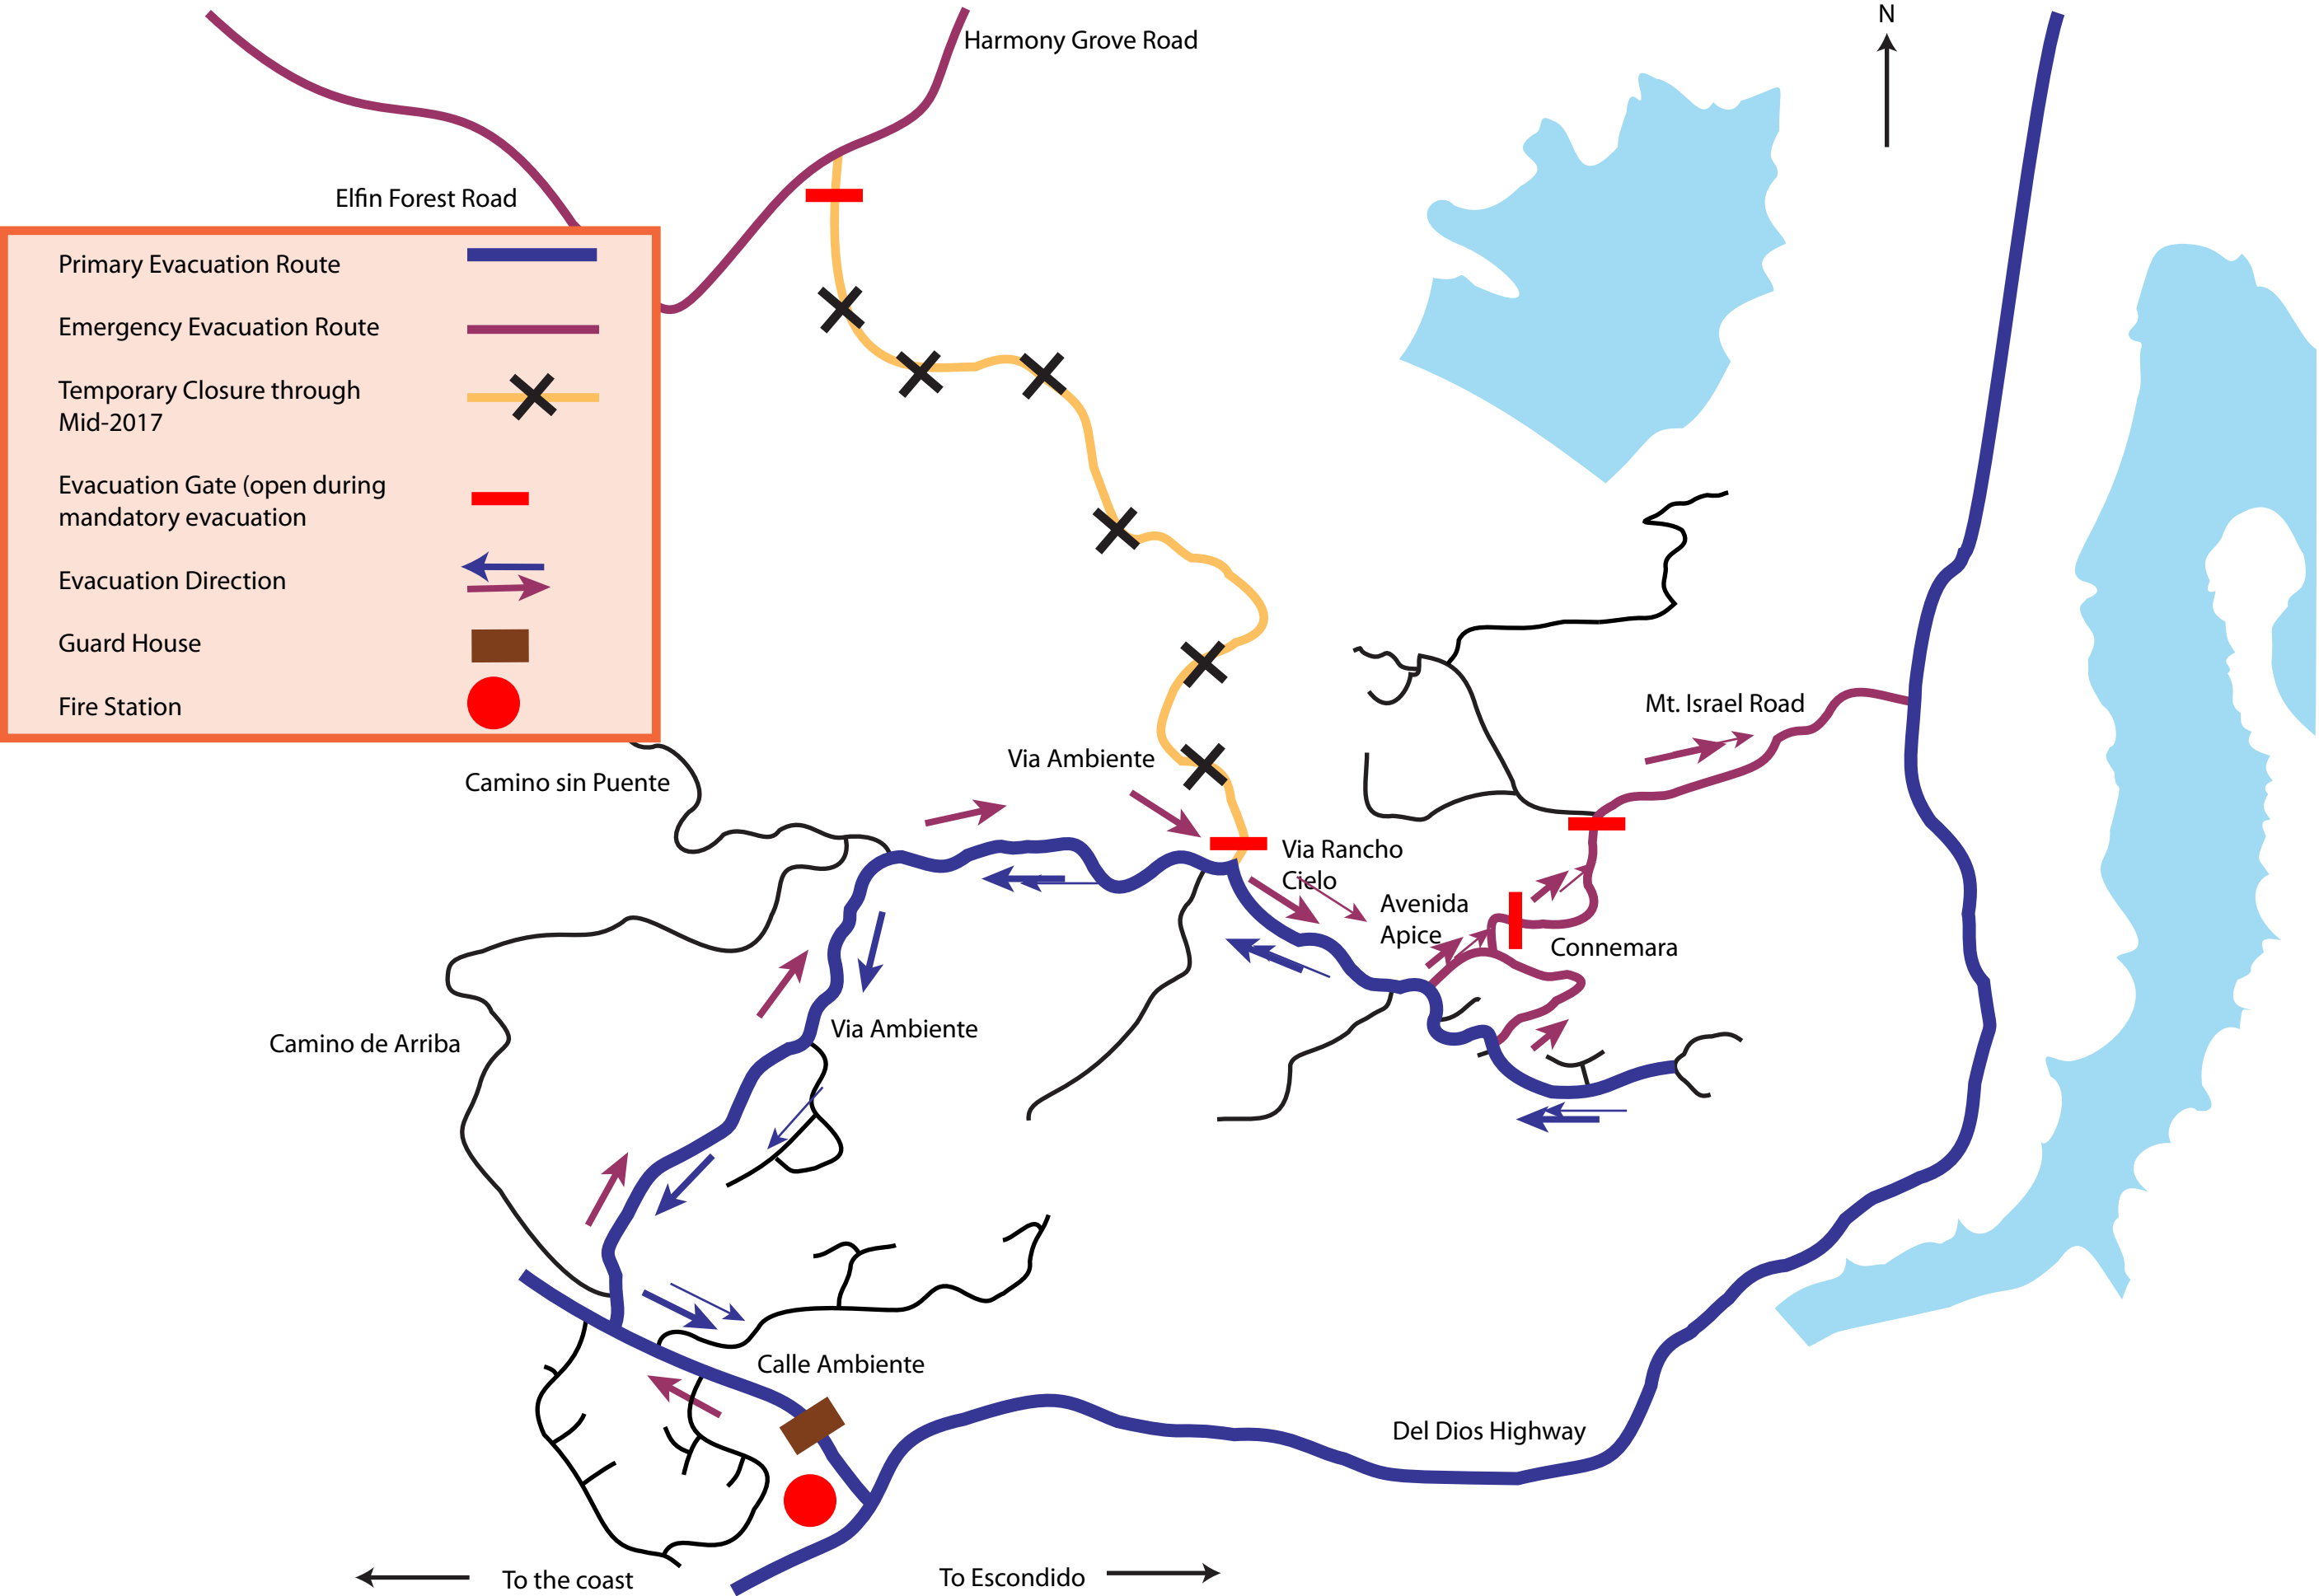 N
Harmony Grove Road
Elfin Forest Road
Primary Evacuation Route
Emergency Evacuation Route
Temporary Closure through
Mid-2017
Evacuation Gate (open during
mandatory evacuation
Evacuation Direction
Guard House
Fire Station
Mt. Israel Road
Via Ambiente
Camino sin Puente
Via Rancho
Cielo
Avenida
Apice
Connemara
Via Ambiente
Camino de Arriba
Calle Ambiente
Del Dios Highway
To the coast
To Escondido